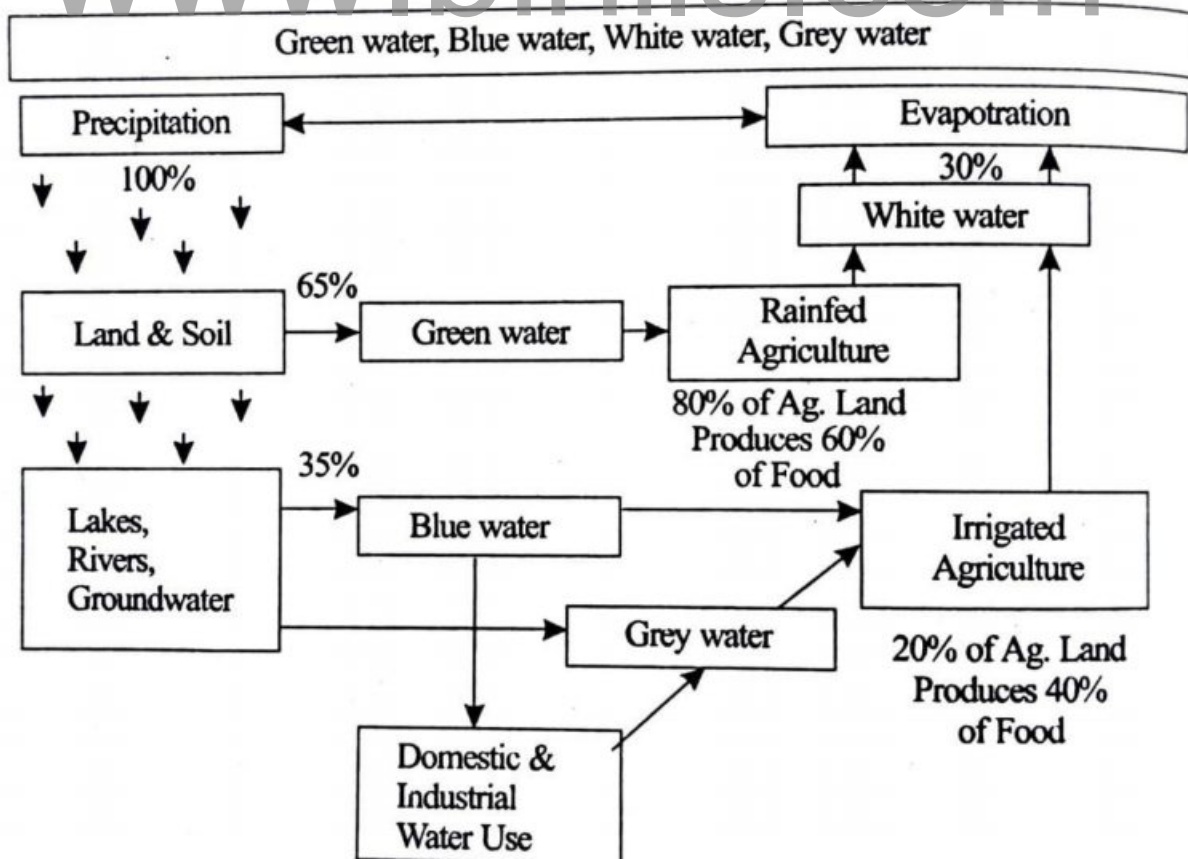 Green water, Blue water, White water, Grey water
Precipitation
Evapotration
100%
30%
White water
65%
Land & Soil
Green water
Rainfed
Agriculture
80% of Ag. Land
Produces 60%
of Food
35%
Lakes,
Rivers,
Groundwater
Blue water
Irrigated
Agriculture
Grey water
20% of Ag. Land
Produces 40%
of Food
Domestic &
Industrial
Water Use